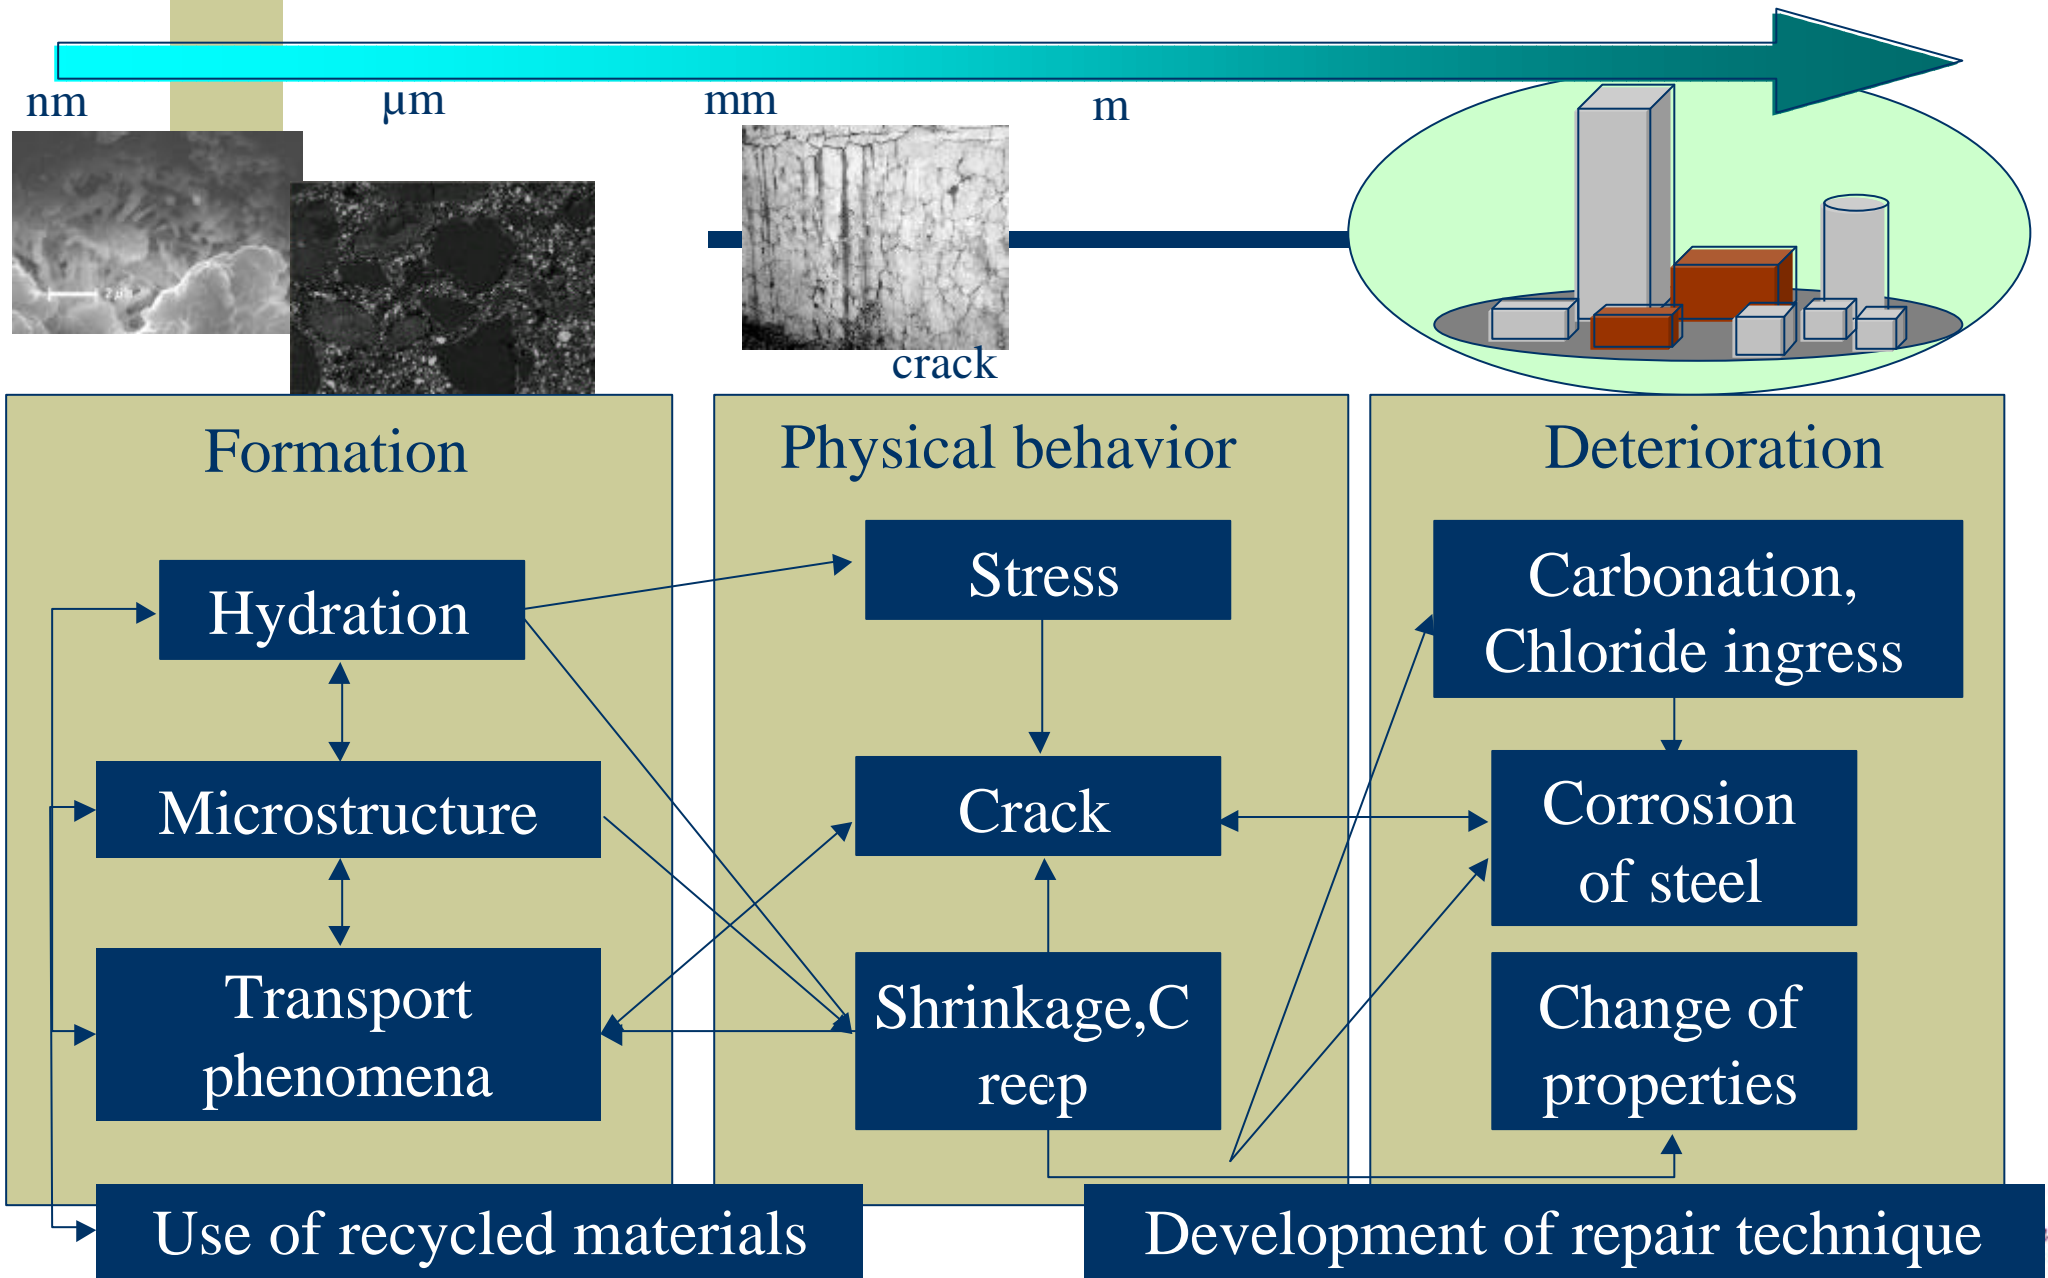 nm
µm
mm
m
crack
Formation
Physical behavior
Deterioration
Hydration
Microstructure
Transport
phenomena
Stress
Crack
Shrinkage,C
reep
Carbonation,
Chloride ingress
Corrosion
of steel
Change of
properties
Use of recycled materials
Development of repair technique